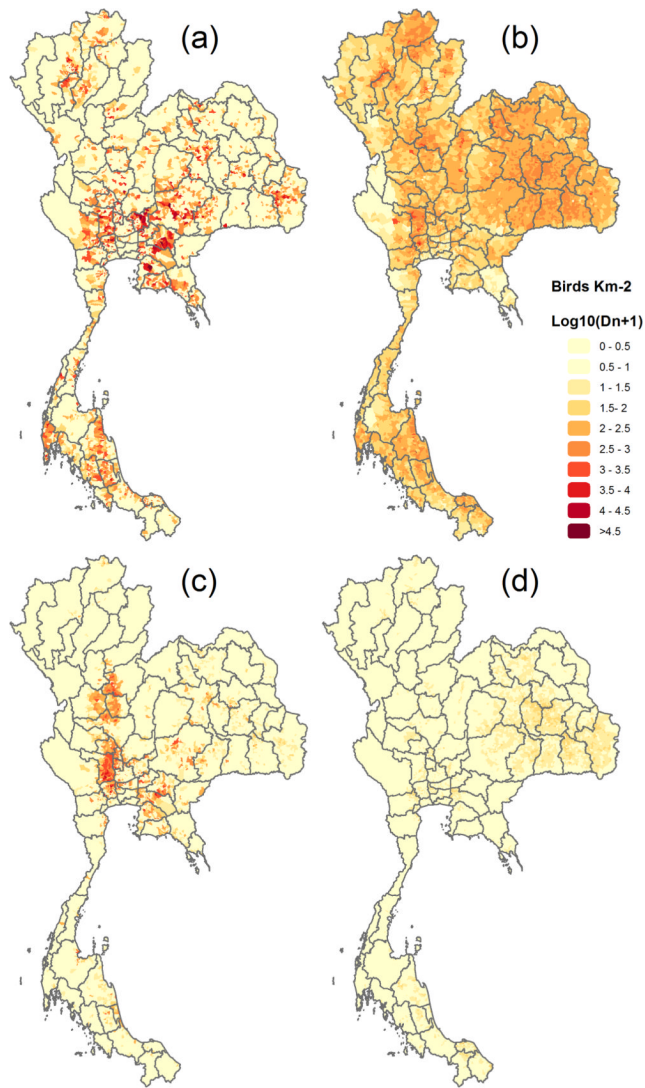 (a)
(b)
Birds Km-2
Log10(Dn+1)
0 - 0.5
0.5 - 1
1 - 1.5
1.5- 2
2 - 2.5
2.5 - 3
3 - 3.5
3.5 - 4
4 - 4.5
>4.5
(c)
(d)